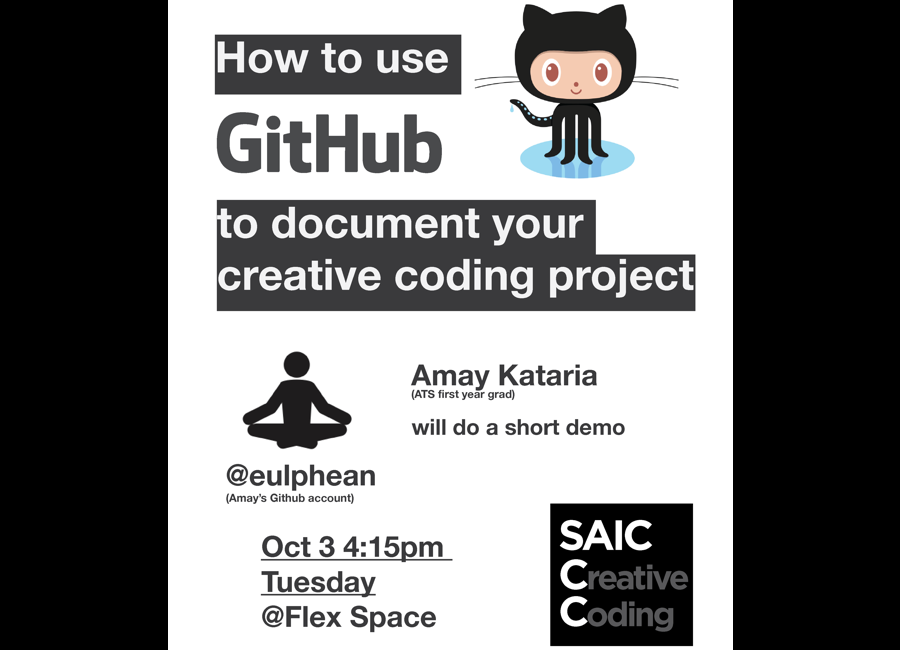 How to use
GitHub
to document your
creative coding project
Amay Kataria
(ATS first year grad)
will do a short demo
@eulphean
(Amay's Github account)
Oct 3 4:15pm
Tuesday
@Flex Space
SAIC
Creative
Coding